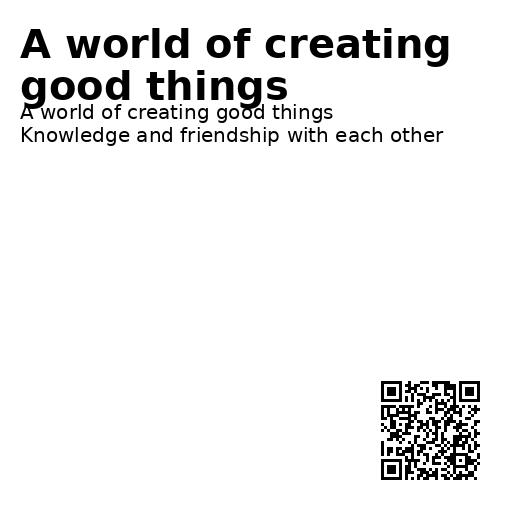 A world of creating
good things
A world of creating good things
Knowledge and friendship with each other